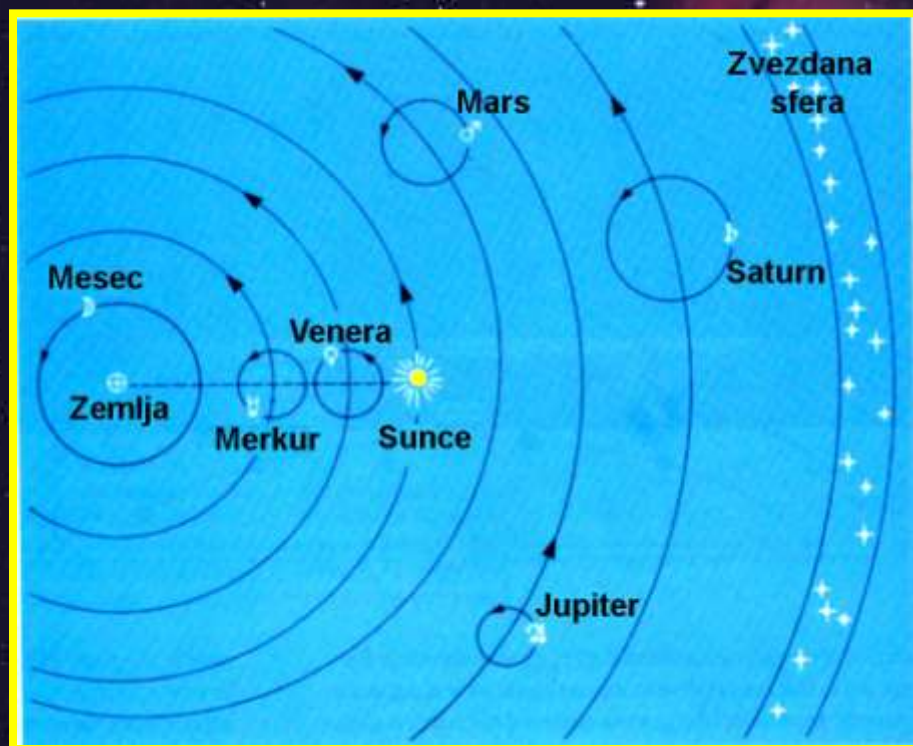 Zvezdana
sfera
Mars
Saturn
Mesec
Venera
Zemlja
Merkur
Sunce
Jupiter